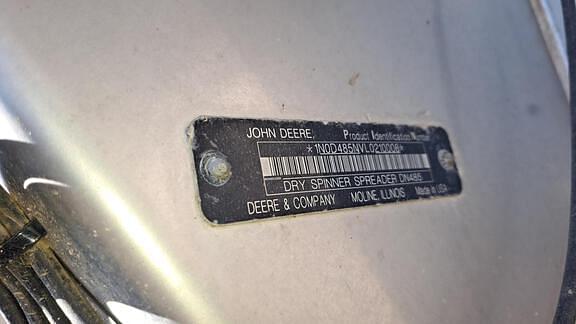 JOHN DEERE
Product Identification Number
*1N0D485NVL0210008*
DRY SPINNER SPREADER DN485
DEERE & COMPANY MOLINE, ILLINOIS Made in USA